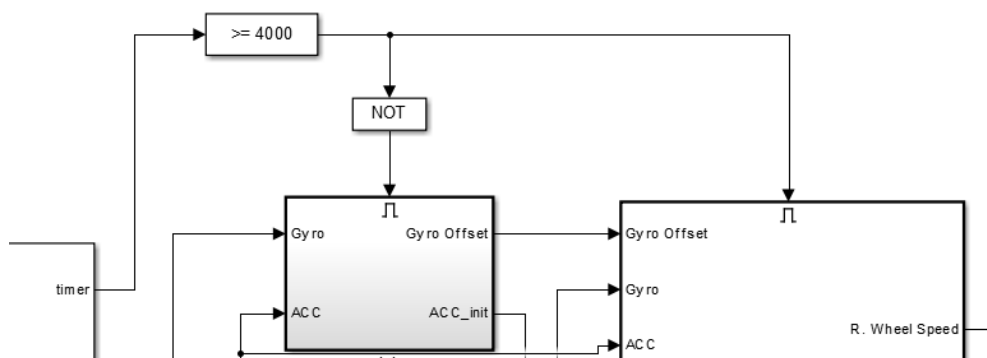 >= 4000
NOT
Gyro
Gyro Offset
Gyro Offset
timer
Gyro
ACC
ACC_init
R. Wheel Speed
ACC